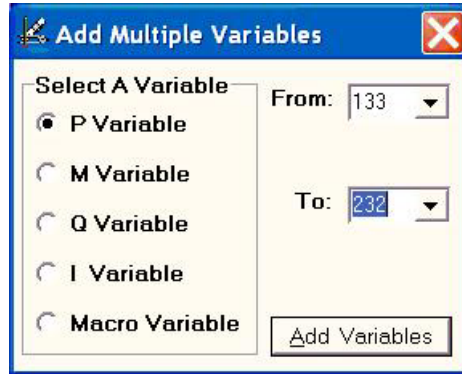 Add Multiple Variables
Select A Variable
P Variable
M Variable
Q Variable
I Variable
Macro Variable
From: 133
To: 232
Add Variables